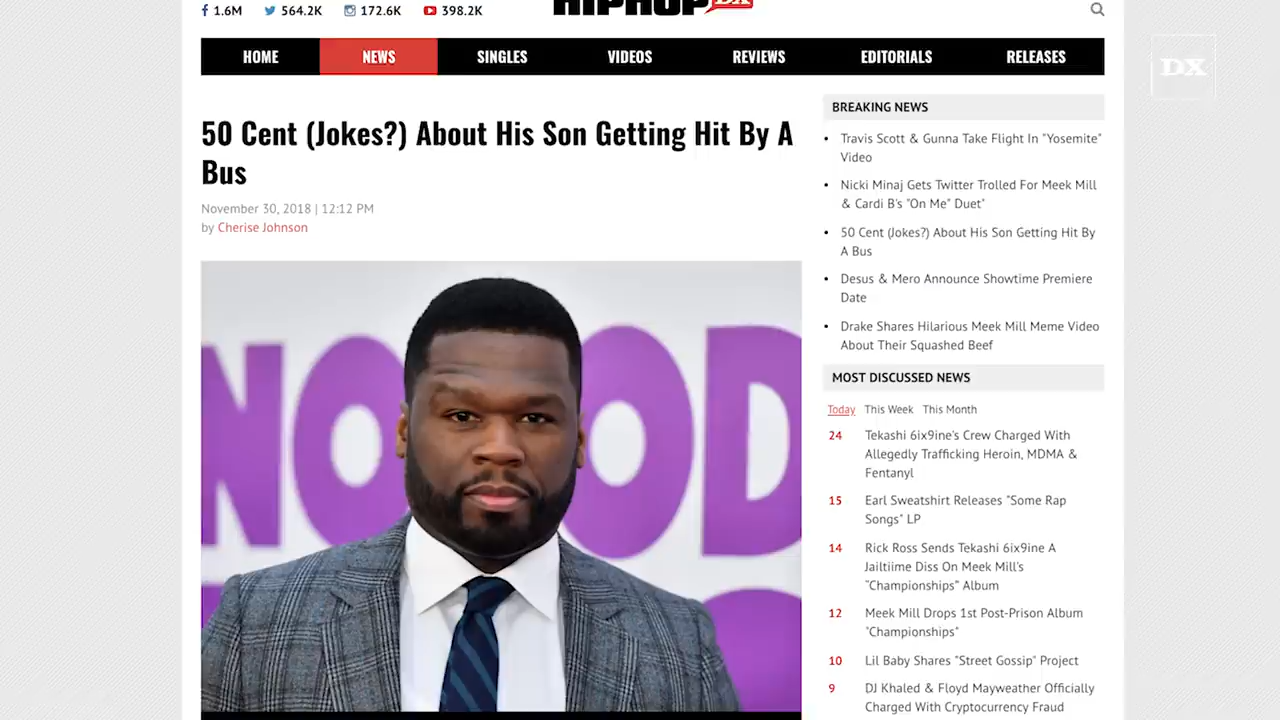 1.6M 564.2K 172.6K 398.2K
HIPHOP DX
HOME NEWS SINGLES VIDEOS REVIEWS EDITORIALS RELEASES
DX
50 Cent (Jokes?) About His Son Getting Hit By A
Bus
November 30, 2018 | 12:12 PM
by Cherise Johnson
NOOD
BREAKING NEWS
• Travis Scott & Gunna Take Flight In "Yosemite"
Video
• Nicki Minaj Gets Twitter Trolled For Meek Mill
& Cardi B's "On Me" Duet"
• 50 Cent (Jokes?) About His Son Getting Hit By
A Bus
• Desus & Mero Announce Showtime Premiere
Date
• Drake Shares Hilarious Meek Mill Meme Video
About Their Squashed Beef
MOST DISCUSSED NEWS
Today This Week This Month
24 Tekashi 6ix9ine's Crew Charged With
Allegedly Trafficking Heroin, MDMA &
Fentanyl
15 Earl Sweatshirt Releases "Some Rap
Songs" LP
14 Rick Ross Sends Tekashi 6ix9ine A
Jailtiime Diss On Meek Mill's
"Championships" Album
12 Meek Mill Drops 1st Post-Prison Album
"Championships"
10 Lil Baby Shares "Street Gossip" Project
9 DJ Khaled & Floyd Mayweather Officially
Charged With Cryptocurrency Fraud